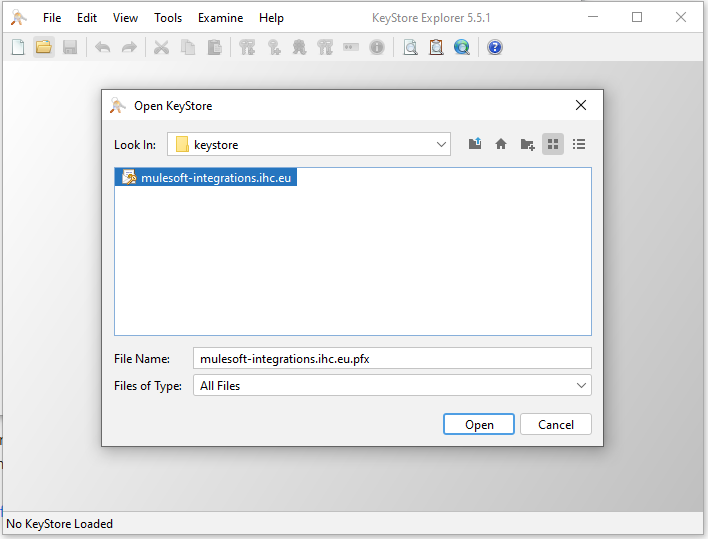 KeyStore Explorer 5.5.1
File Edit View Tools Examine Help
Open KeyStore
Look In: keystore
mulesoft-integrations.ihc.eu
File Name: mulesoft-integrations.ihc.eu.pfx
Files of Type: All Files
Open Cancel
No KeyStore Loaded